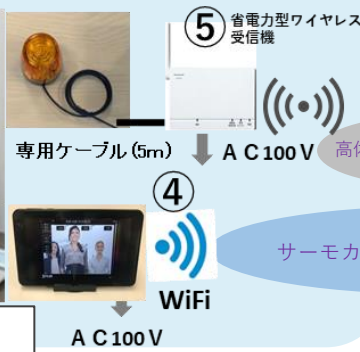 ⑤ 省電力型ワイヤレス
受信機
専用ケーブル(5m)
AC100V
高
④
サーモカ
WiFi
AC100V